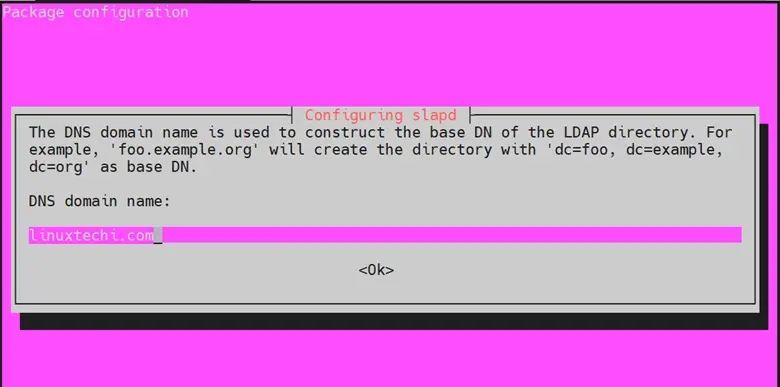 Package configuration
Configuring slapd
The DNS domain name is used to construct the base DN of the LDAP directory. For
example, 'foo.example.org' will create the directory with 'dc=foo, dc=example,
dc=org' as base DN.
DNS domain name:
linuxtechi.com
<Ok>